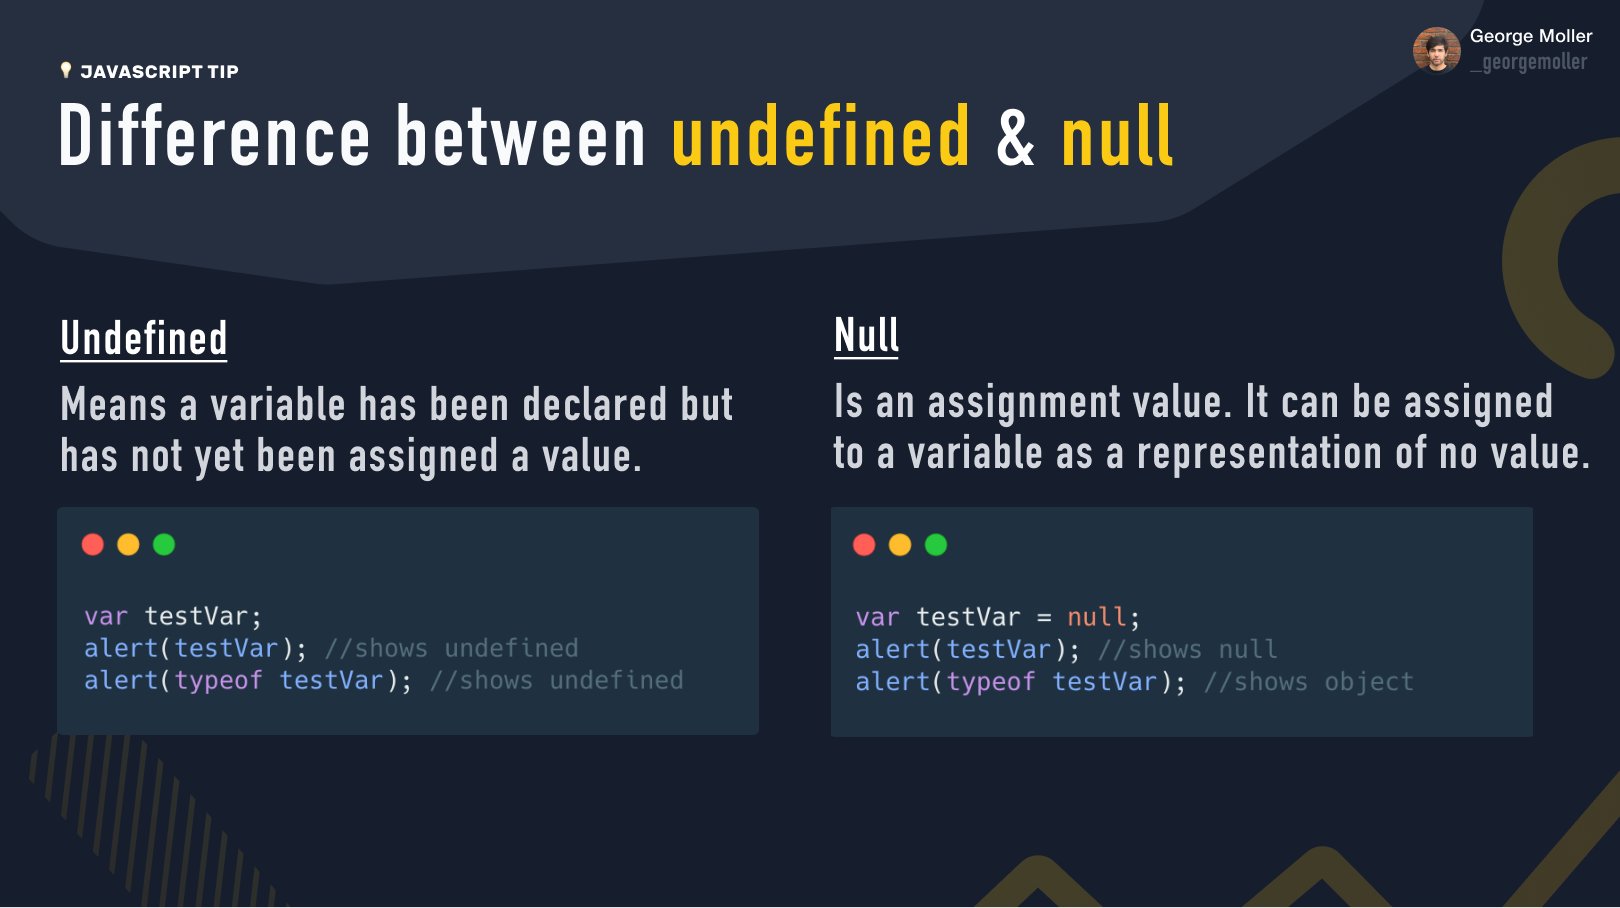 JAVASCRIPT TIP
Difference between undefined & null
George Moller
_georgemoller
Undefined
Means a variable has been declared but
has not yet been assigned a value.
var testVar;
alert(testVar); //shows undefined
alert(typeof testVar); //shows undefined
Null
Is an assignment value. It can be assigned
to a variable as a representation of no value.
var testVar = null;
alert(testVar); //shows null
alert(typeof testVar); //shows object